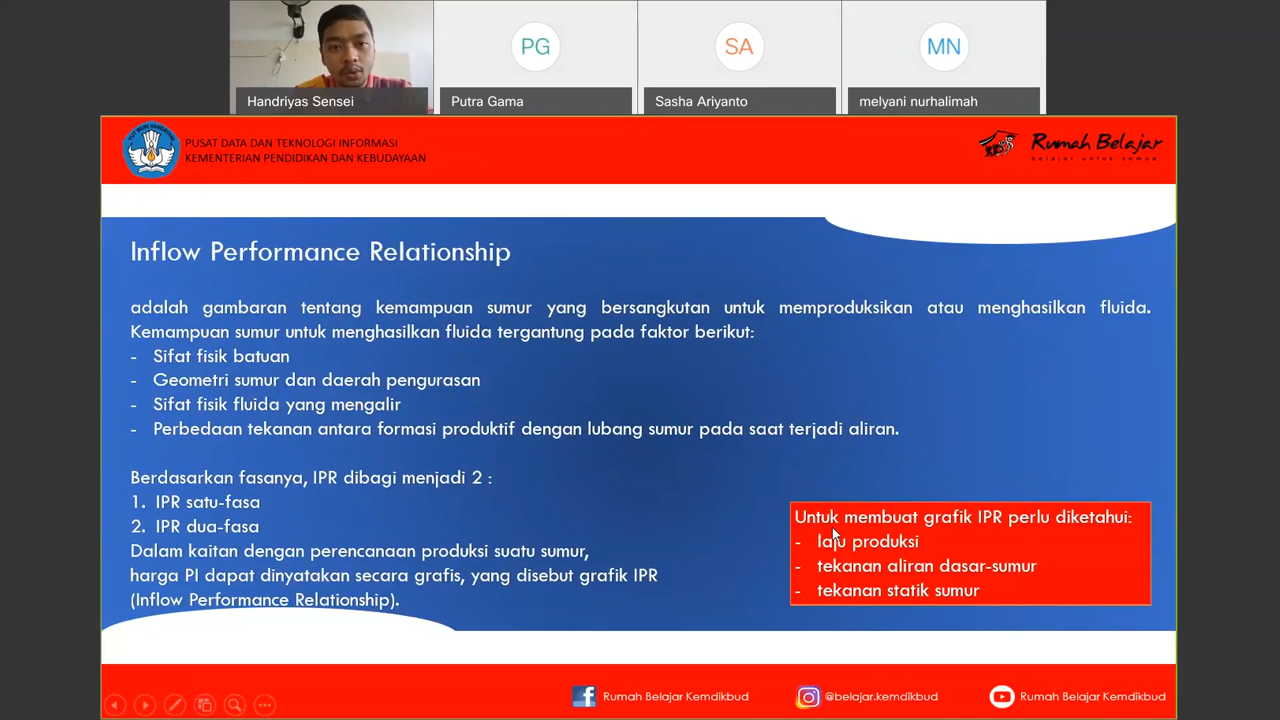 PG
SA
MN
Handriyas Sensei
Putra Gama
Sasha Ariyanto
melyani nurhalimah
PUSAT DATA DAN TEKNOLOGI INFORMASI
KEMENTERIAN PENDIDIKAN DAN KEBUDAYAAN
Rumah Belajar
belajar untuk semua
Inflow Performance Relationship
adalah gambaran tentang kemampuan sumur yang bersangkutan untuk memproduksikan atau menghasilkan fluida.
Kemampuan sumur untuk menghasilkan fluida tergantung pada faktor berikut:
- Sifat fisik batuan
- Geometri sumur dan daerah pengurasan
- Sifat fisik fluida yang mengalir
- Perbedaan tekanan antara formasi produktif dengan lubang sumur pada saat terjadi aliran.
Berdasarkan fasanya, IPR dibagi menjadi 2 :
1. IPR satu-fasa
2. IPR dua-fasa
Dalam kaitan dengan perencanaan produksi suatu sumur,
harga PI dapat dinyatakan secara grafis, yang disebut grafik IPR
(Inflow Performance Relationship).
Untuk membuat grafik IPR perlu diketahui:
- laju produksi
- tekanan aliran dasar-sumur
- tekanan statik sumur
Rumah Belajar Kemdikbud
@belajar.kemdikbud
Rumah Belajar Kemdikbud